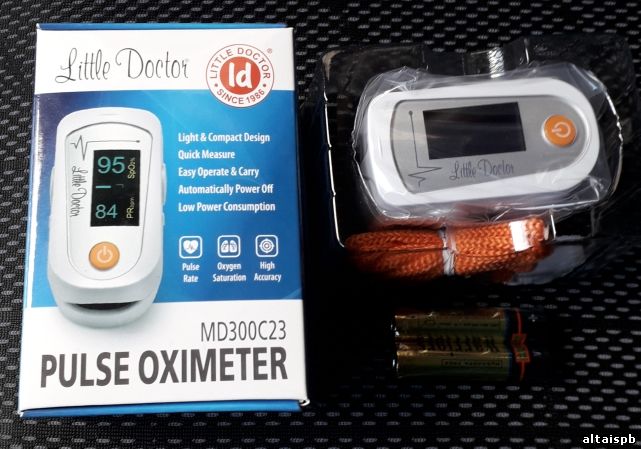 Little Doctor
LITTLE DOCTOR
ld
®
SINCE 1986
Light & Compact Design
Quick Measure
Easy Operate & Carry
Automatically Power Off
Low Power Consumption
95
SpO2%
84
PRbpm
Little Doctor
Pulse
Rate
Oxygen
Saturation
High
Accuracy
MD300C23
PULSE OXIMETER
Little Doctor
altaispb